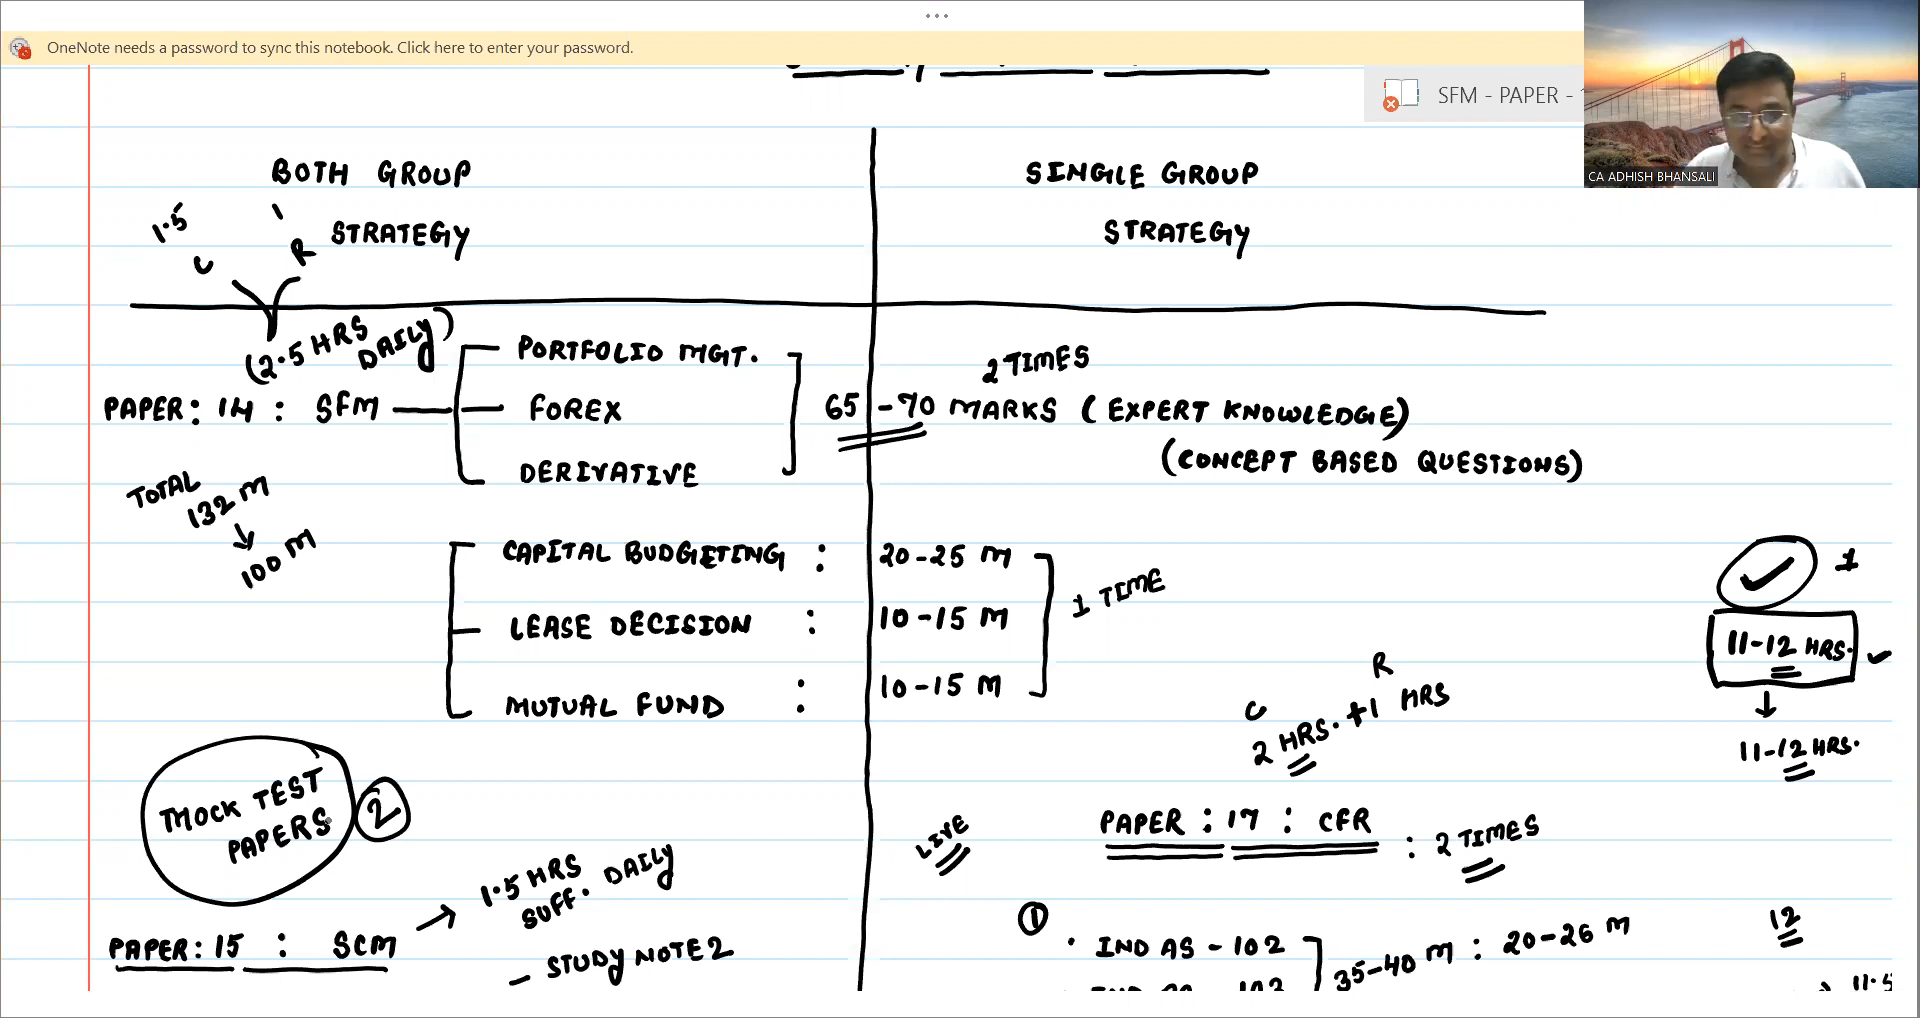 OneNote needs a password to sync this notebook. Click here to enter your password.
SFM - PAPER -
CA ADHISH BHANSALI
BOTH GROUP
STRATEGY
1.5 1
C R
(2.5 HRS DAILY)
SINGLE GROUP
STRATEGY
PAPER: 14 : SFM
PORTFOLIO MGT.
FOREX
DERIVATIVE
2 TIMES
65-70 MARKS (EXPERT KNOWLEDGE)
(CONCEPT BASED QUESTIONS)
TOTAL
132 M
↓
100 M
CAPITAL BUDGETING : 20-25 M
LEASE DECISION : 10-15 M
MUTUAL FUND : 10-15 M
1 TIME
✓ 1
11-12 HRS. ✓
↓
11-12 HRS.
C R
2 HRS. +1 HRS
MOCK TEST
PAPERS
2
LIVE
PAPER : 17 : CFR : 2 TIMES
PAPER: 15 : SCM → 1.5 HRS
SUFF. DAILY
- STUDY NOTE 2
1
• IND AS - 102
35-40 M : 20-26 M
12
11.5